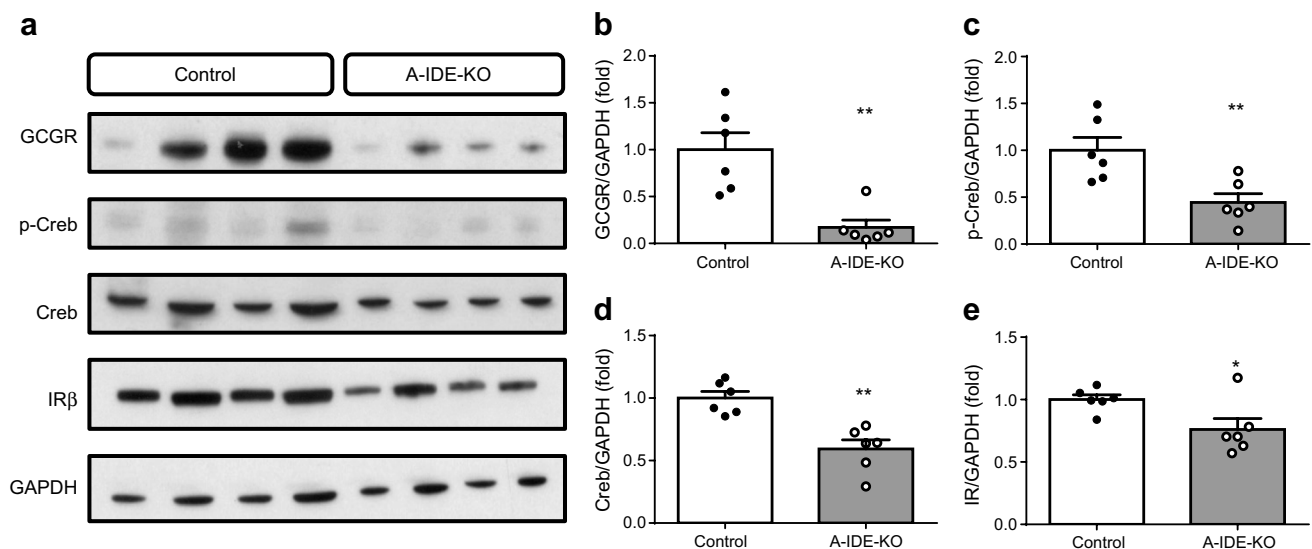 a
Control
A-IDE-KO
GCGR
p-Creb
Creb
IRβ
GAPDH
b
GCGR/GAPDH (fold)
2.0
1.5
1.0
0.5
0.0
**
Control
A-IDE-KO
c
p-Creb/GAPDH (fold)
2.0
1.5
1.0
0.5
0.0
**
Control
A-IDE-KO
d
Creb/GAPDH (fold)
1.5
1.0
0.5
0.0
**
Control
A-IDE-KO
e
IR/GAPDH (fold)
1.5
1.0
0.5
0.0
*
Control
A-IDE-KO